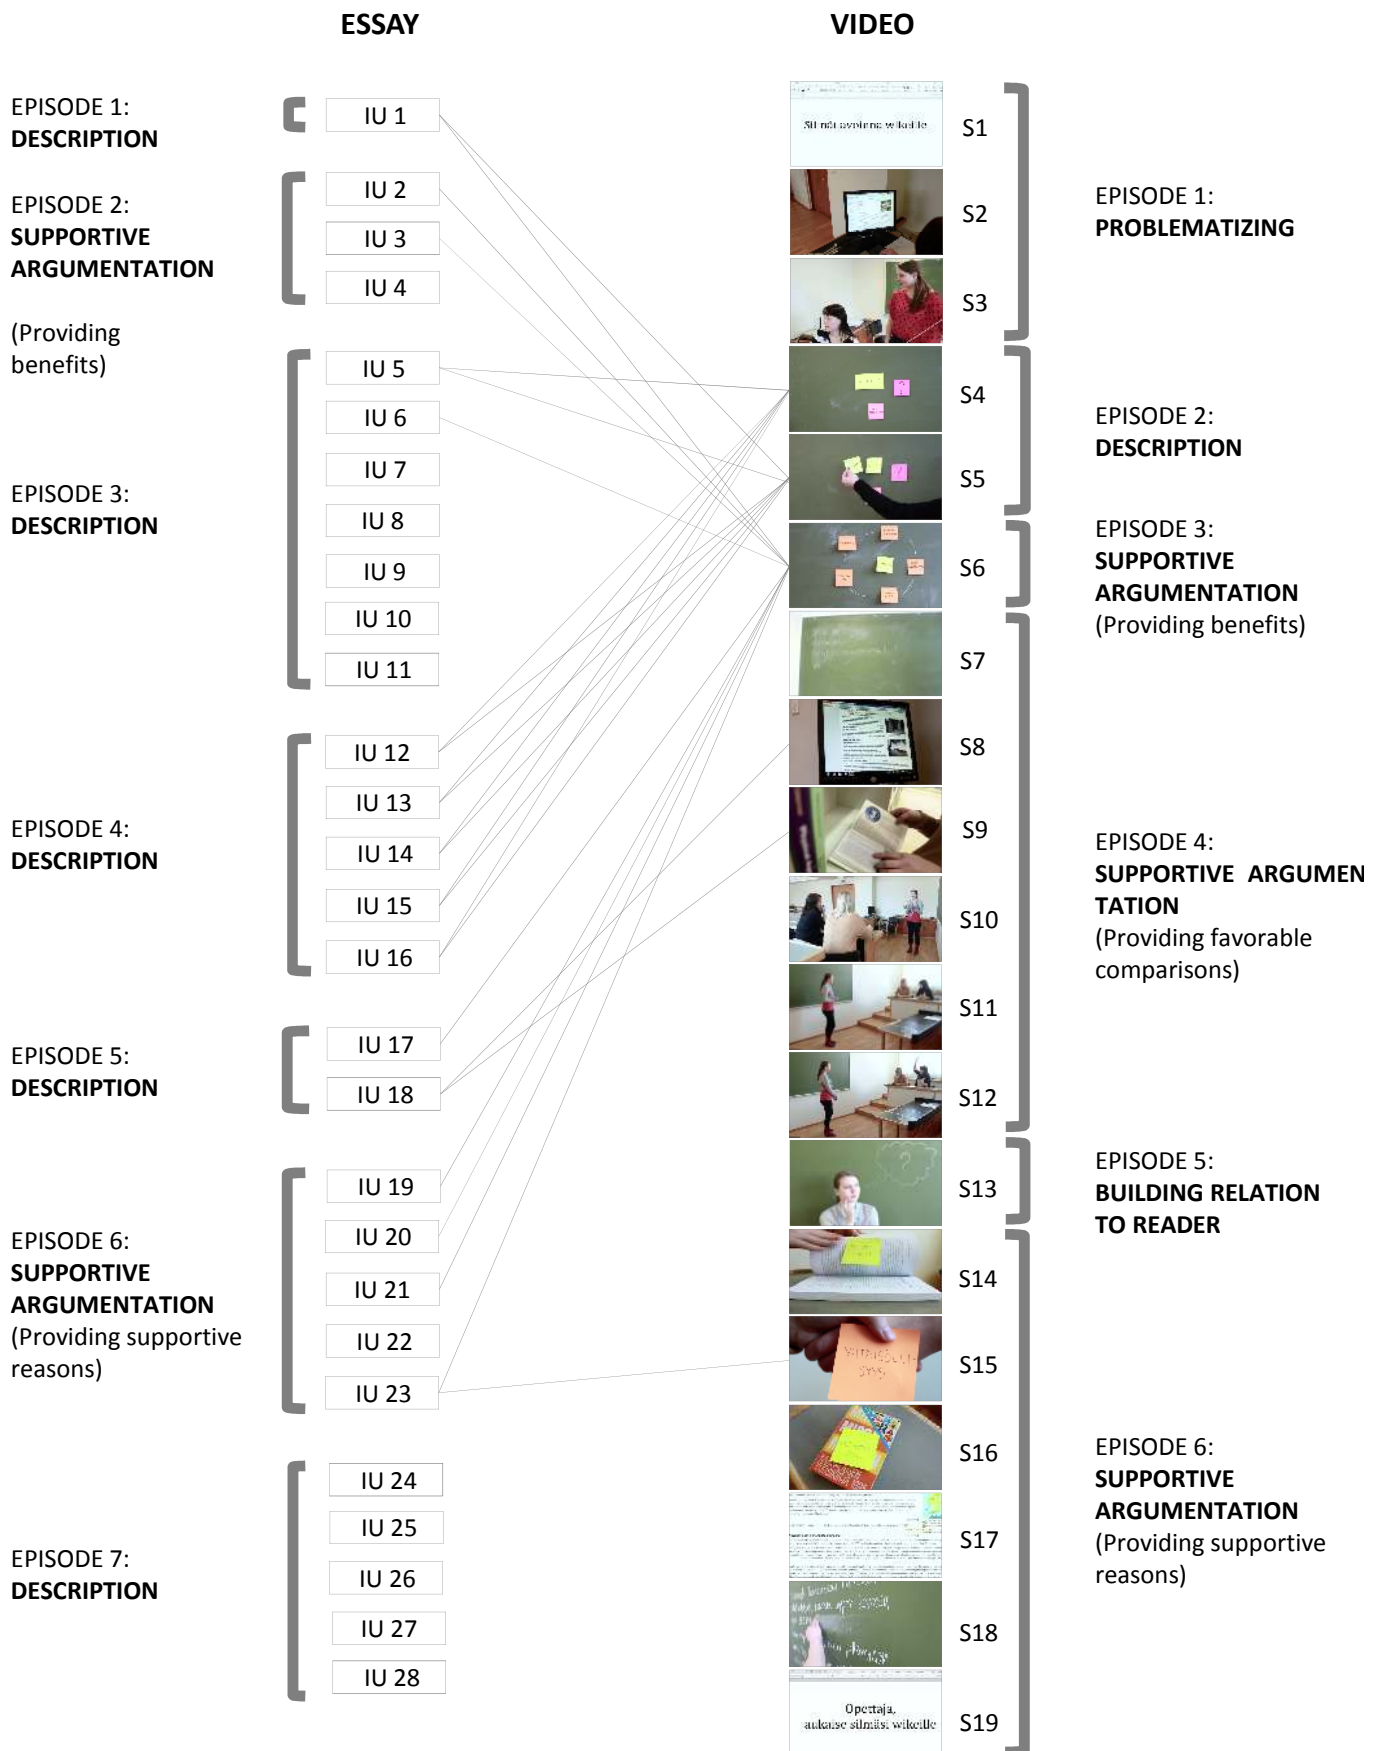 ESSAY
VIDEO
EPISODE 1:
DESCRIPTION
EPISODE 2:
SUPPORTIVE
ARGUMENTATION
(Providing
benefits)
EPISODE 3:
DESCRIPTION
EPISODE 4:
DESCRIPTION
EPISODE 5:
DESCRIPTION
EPISODE 6:
SUPPORTIVE
ARGUMENTATION
(Providing supportive
reasons)
EPISODE 7:
DESCRIPTION
IU 1
IU 2
IU 3
IU 4
IU 5
IU 6
IU 7
IU 8
IU 9
IU 10
IU 11
IU 12
IU 13
IU 14
IU 15
IU 16
IU 17
IU 18
IU 19
IU 20
IU 21
IU 22
IU 23
IU 24
IU 25
IU 26
IU 27
IU 28
Silmät avoinna wikeille
S1
S2
S3
S4
S5
S6
S7
S8
S9
S10
S11
S12
?
S13
S14
S15
S16
S17
S18
Opettaja,
aukaise silmäsi wikeille
S19
EPISODE 1:
PROBLEMATIZING
EPISODE 2:
DESCRIPTION
EPISODE 3:
SUPPORTIVE
ARGUMENTATION
(Providing benefits)
EPISODE 4:
SUPPORTIVE ARGUMEN
TATION
(Providing favorable
comparisons)
EPISODE 5:
BUILDING RELATION
TO READER
EPISODE 6:
SUPPORTIVE
ARGUMENTATION
(Providing supportive
reasons)